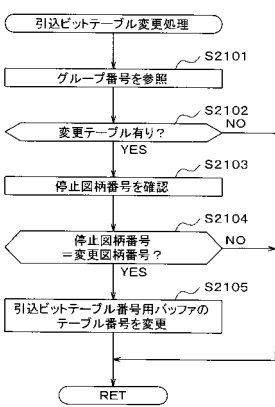 引込ビットテーブル変更処理
S2101
グループ番号を参照
S2102
変更テーブル有り?
NO
YES
S2103
停止図柄番号を確認
S2104
停止図柄番号
=変更図柄番号?
NO
YES
S2105
引込ビットテーブル番号用バッファの
テーブル番号を変更
RET